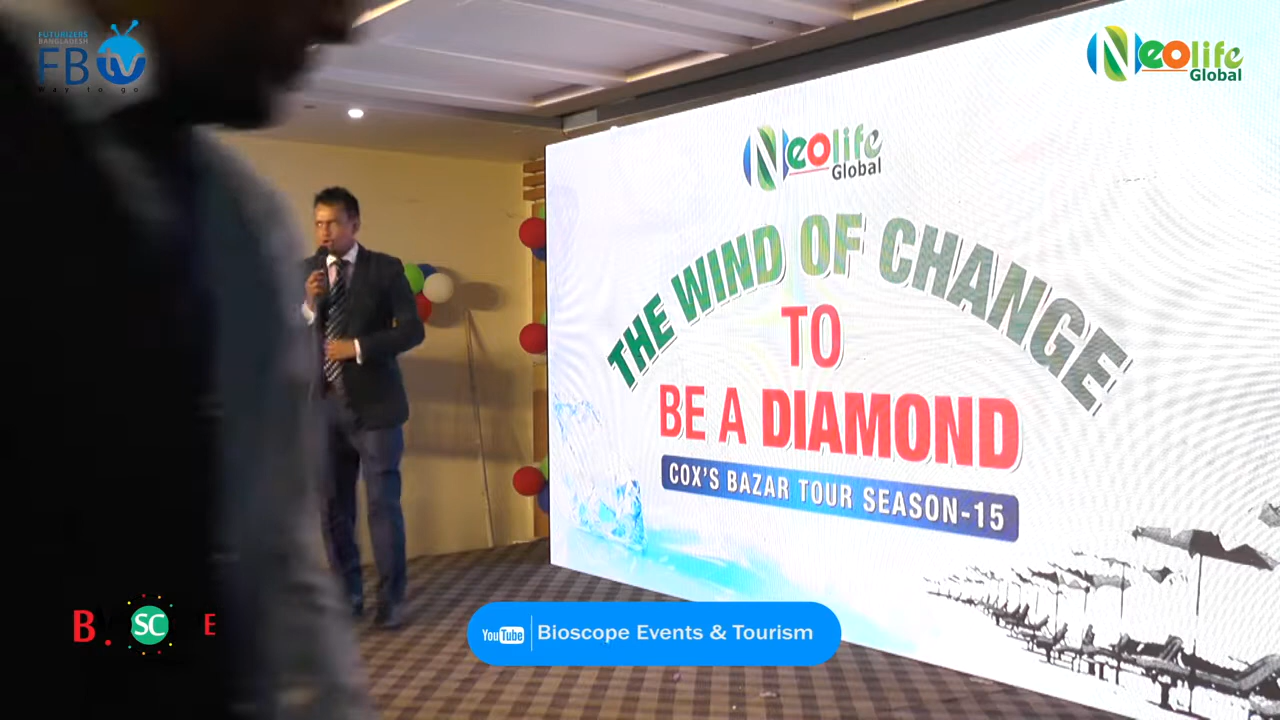 FUTURIZERS
BANGLADESH
FB tv
Way to go
Neolife
Global
Neolife
Global
THE WIND OF CHANGE
TO
BE A DIAMOND
COX'S BAZAR TOUR SEASON-15
B SC E
YouTube Bioscope Events & Tourism